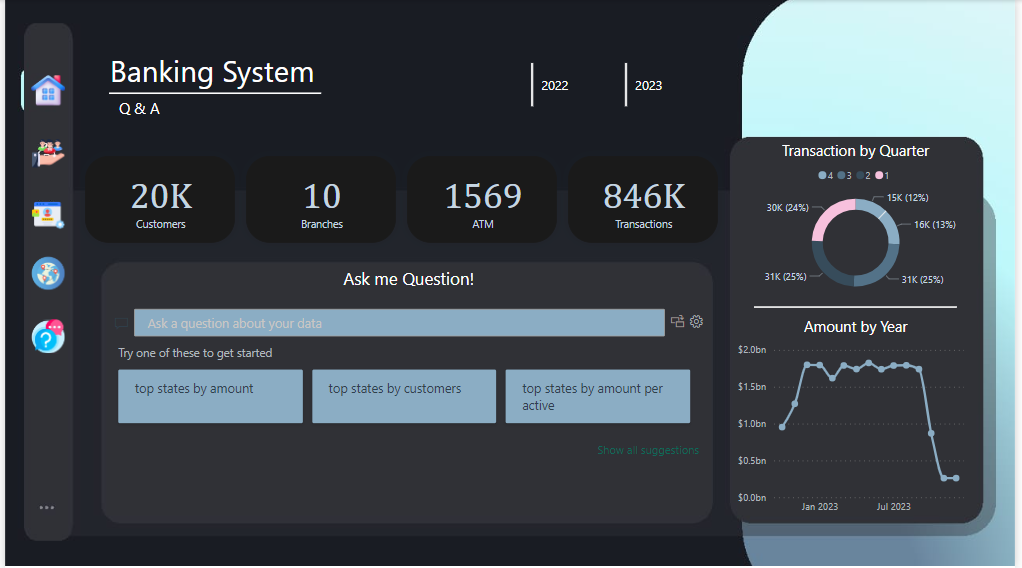 Banking System
Q & A
2022
2023
20K
Customers
10
Branches
1569
ATM
846K
Transactions
Ask me Question!
Ask a question about your data
Try one of these to get started
top states by amount
top states by customers
top states by amount per
active
Show all suggestions
Transaction by Quarter
4 3 2 1
15K (12%)
30K (24%)
16K (13%)
31K (25%)
31K (25%)
Amount by Year
$2.0bn
$1.5bn
$1.0bn
$0.5bn
$0.0bn
Jan 2023
Jul 2023